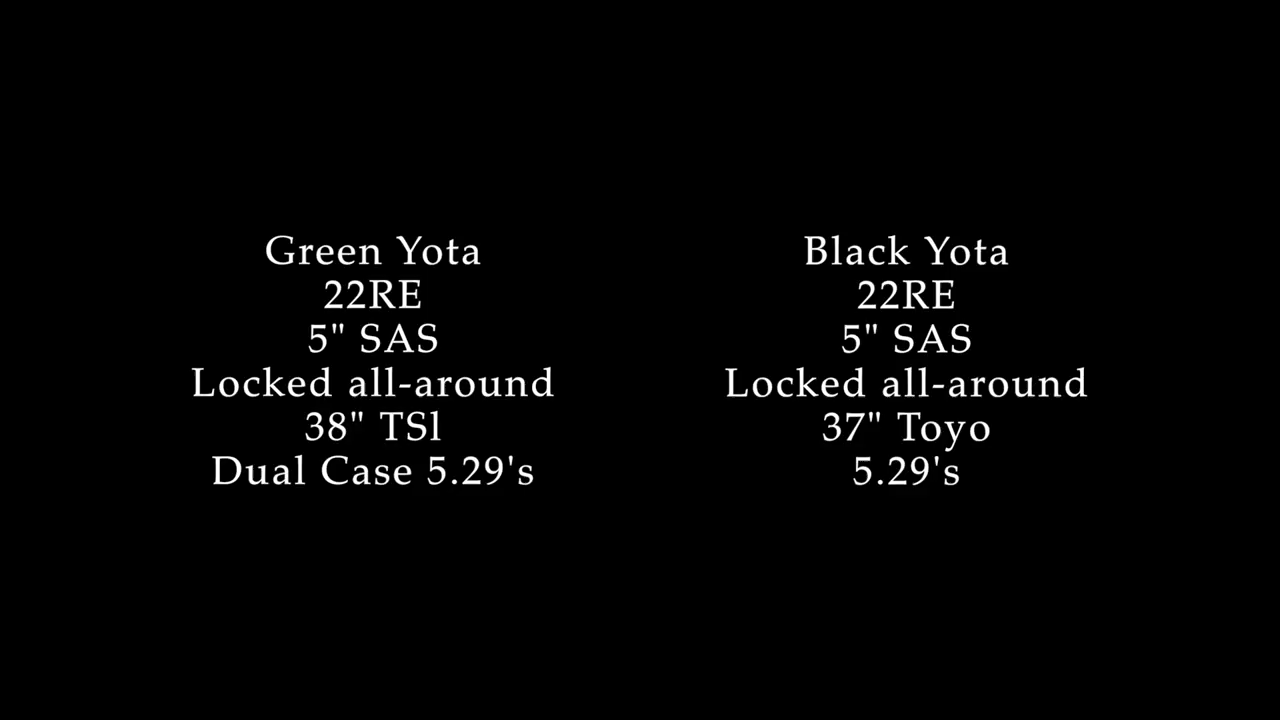 Green Yota
22RE
5" SAS
Locked all-around
38" TSl
Dual Case 5.29's
Black Yota
22RE
5" SAS
Locked all-around
37" Toyo
5.29's